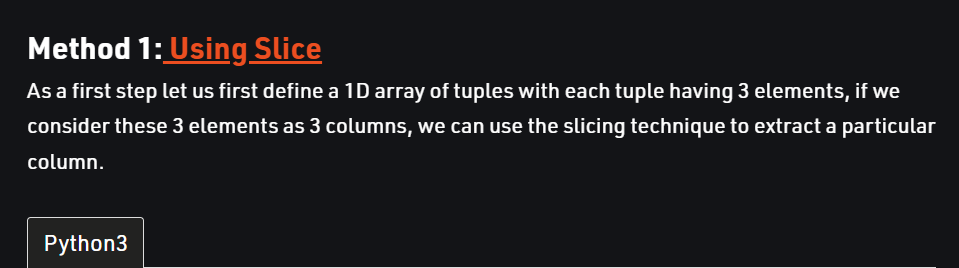 Method 1: Using Slice
As a first step let us first define a 1D array of tuples with each tuple having 3 elements, if we
consider these 3 elements as 3 columns, we can use the slicing technique to extract a particular
column.
Python3